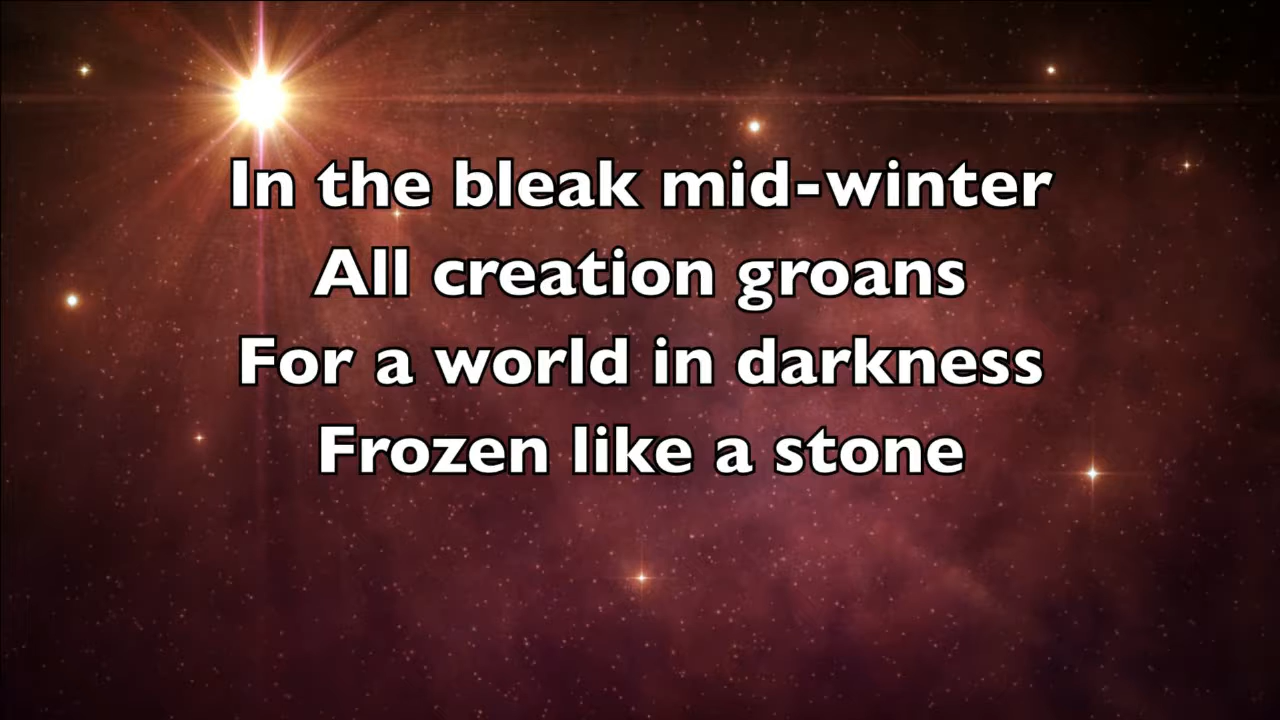 In the bleak mid-winter
All creation groans
For a world in darkness
Frozen like a stone